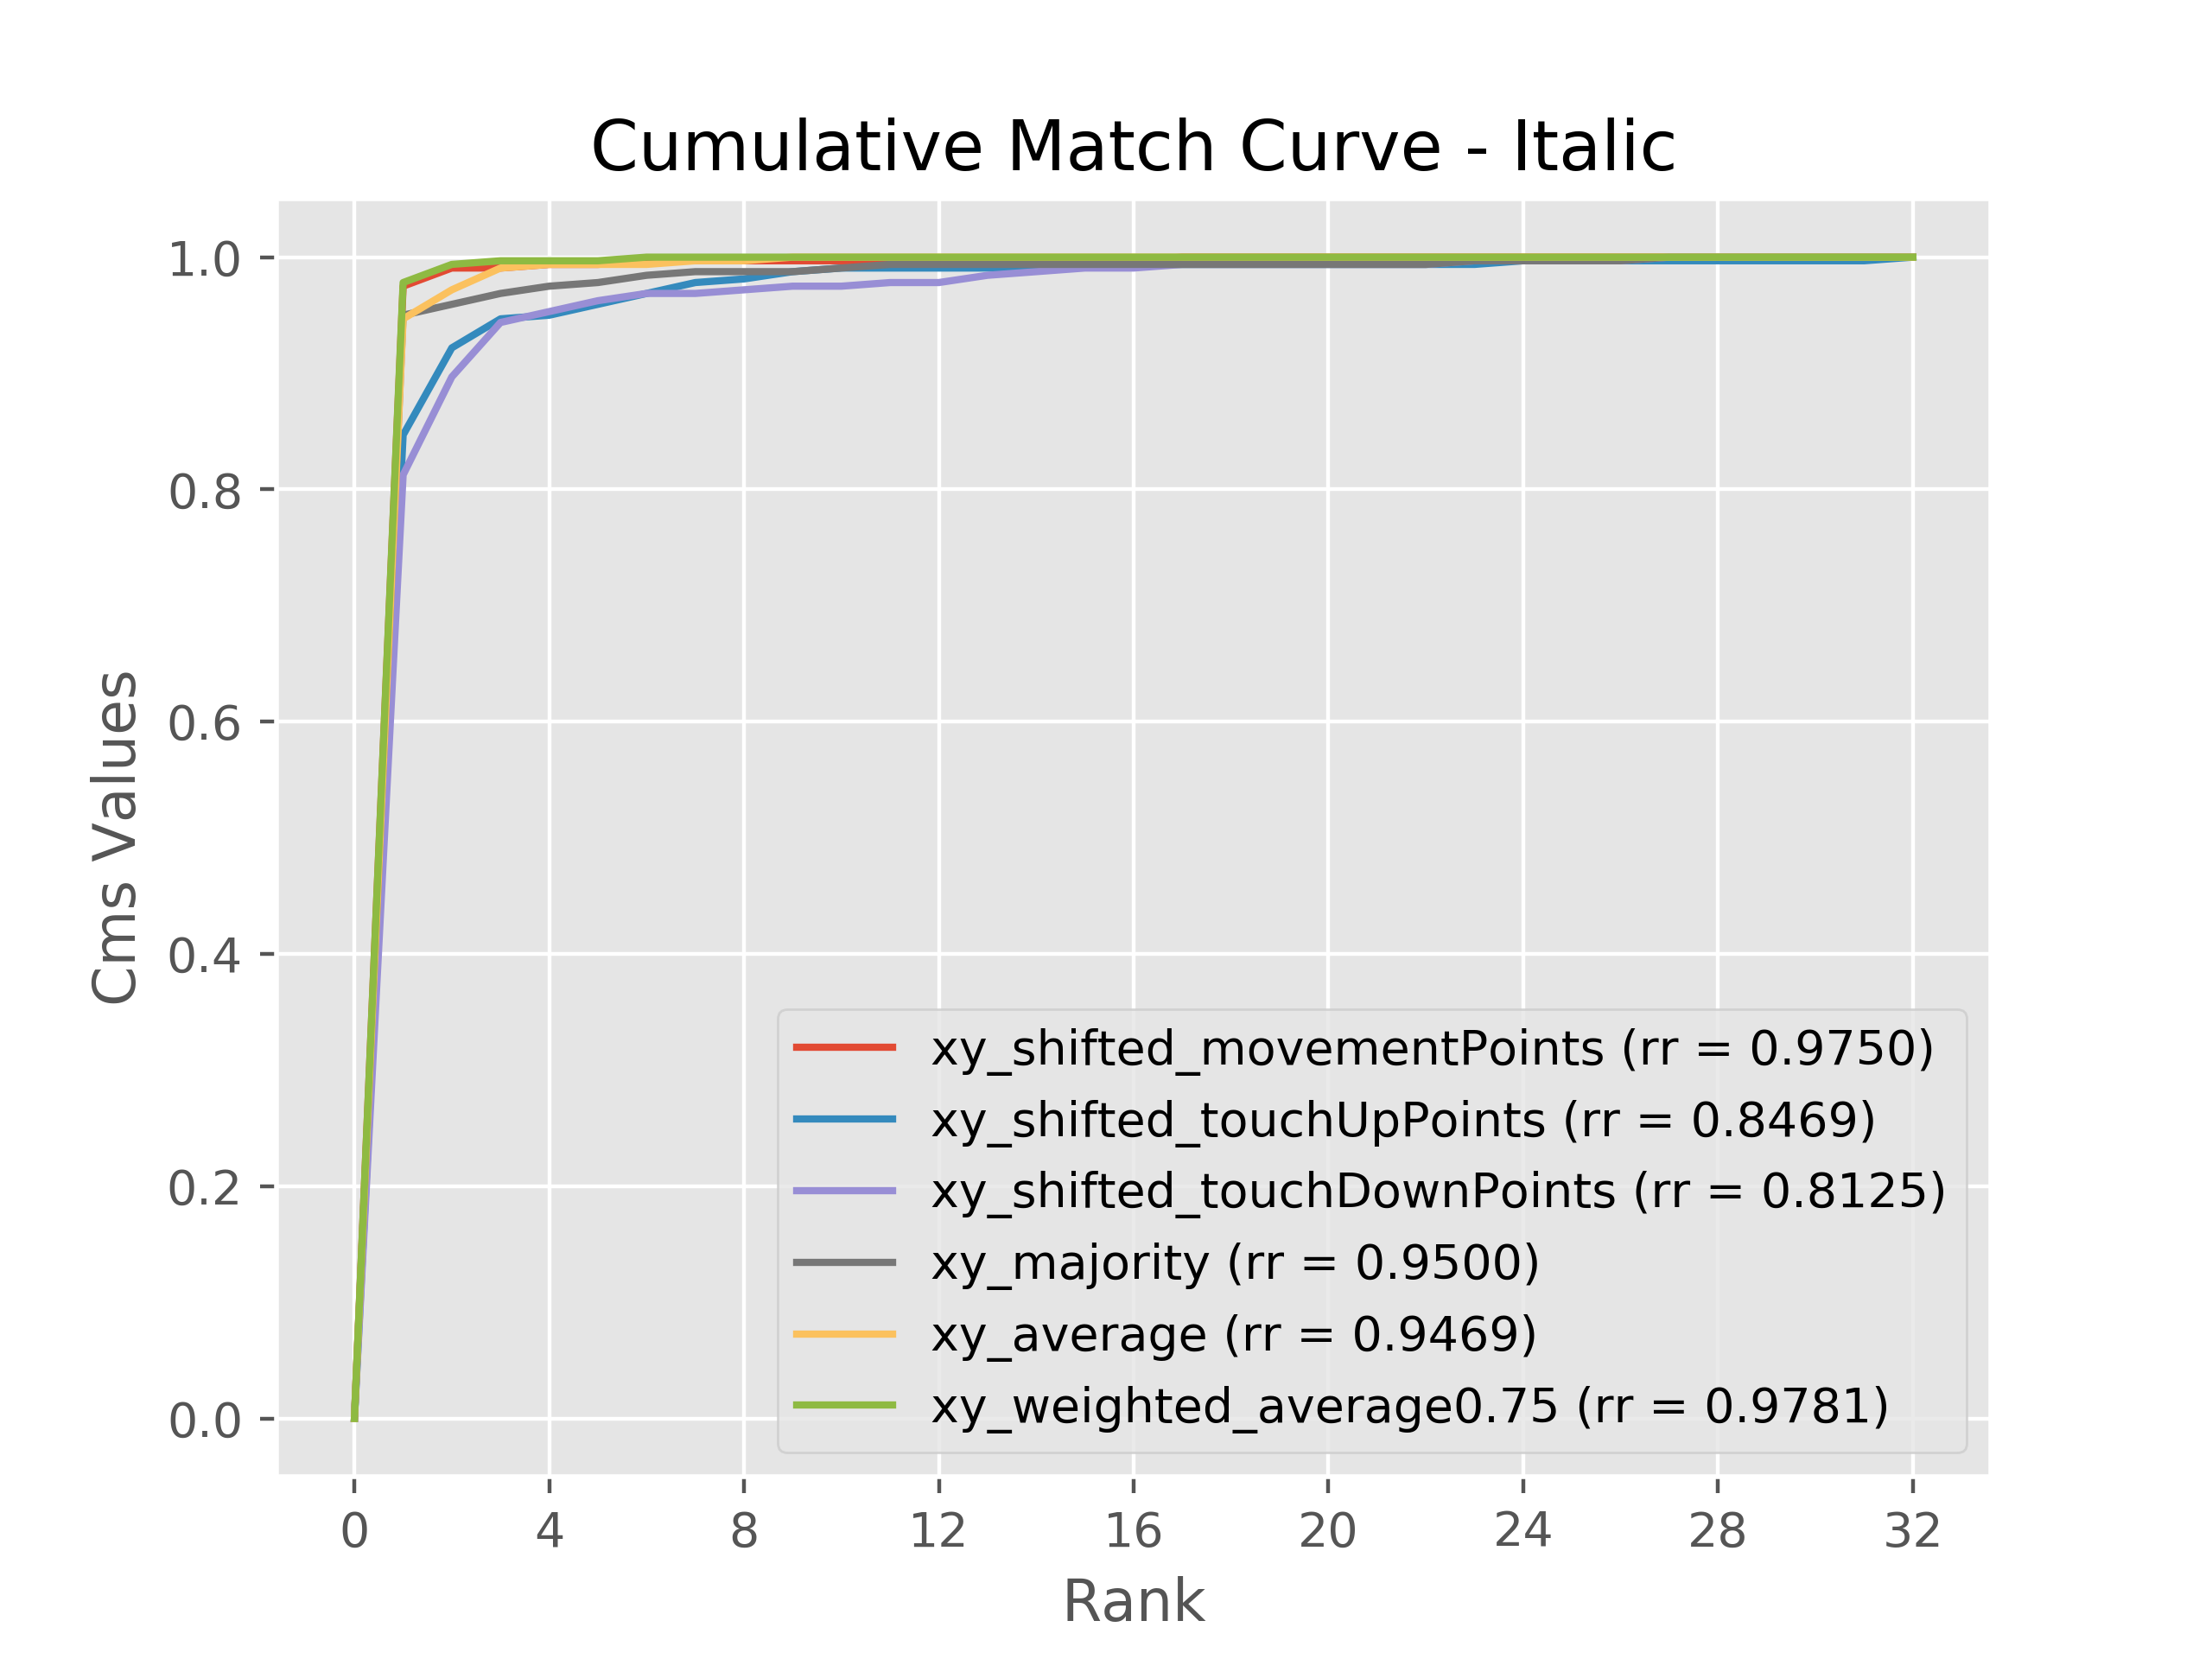 Cumulative Match Curve - Italic
Cms Values
1.0
0.8
0.6
0.4
0.2
0.0
xy_shifted_movementPoints (rr = 0.9750)
xy_shifted_touchUpPoints (rr = 0.8469)
xy_shifted_touchDownPoints (rr = 0.8125)
xy_majority (rr = 0.9500)
xy_average (rr = 0.9469)
xy_weighted_average0.75 (rr = 0.9781)
0 4 8 12 16 20 24 28 32
Rank